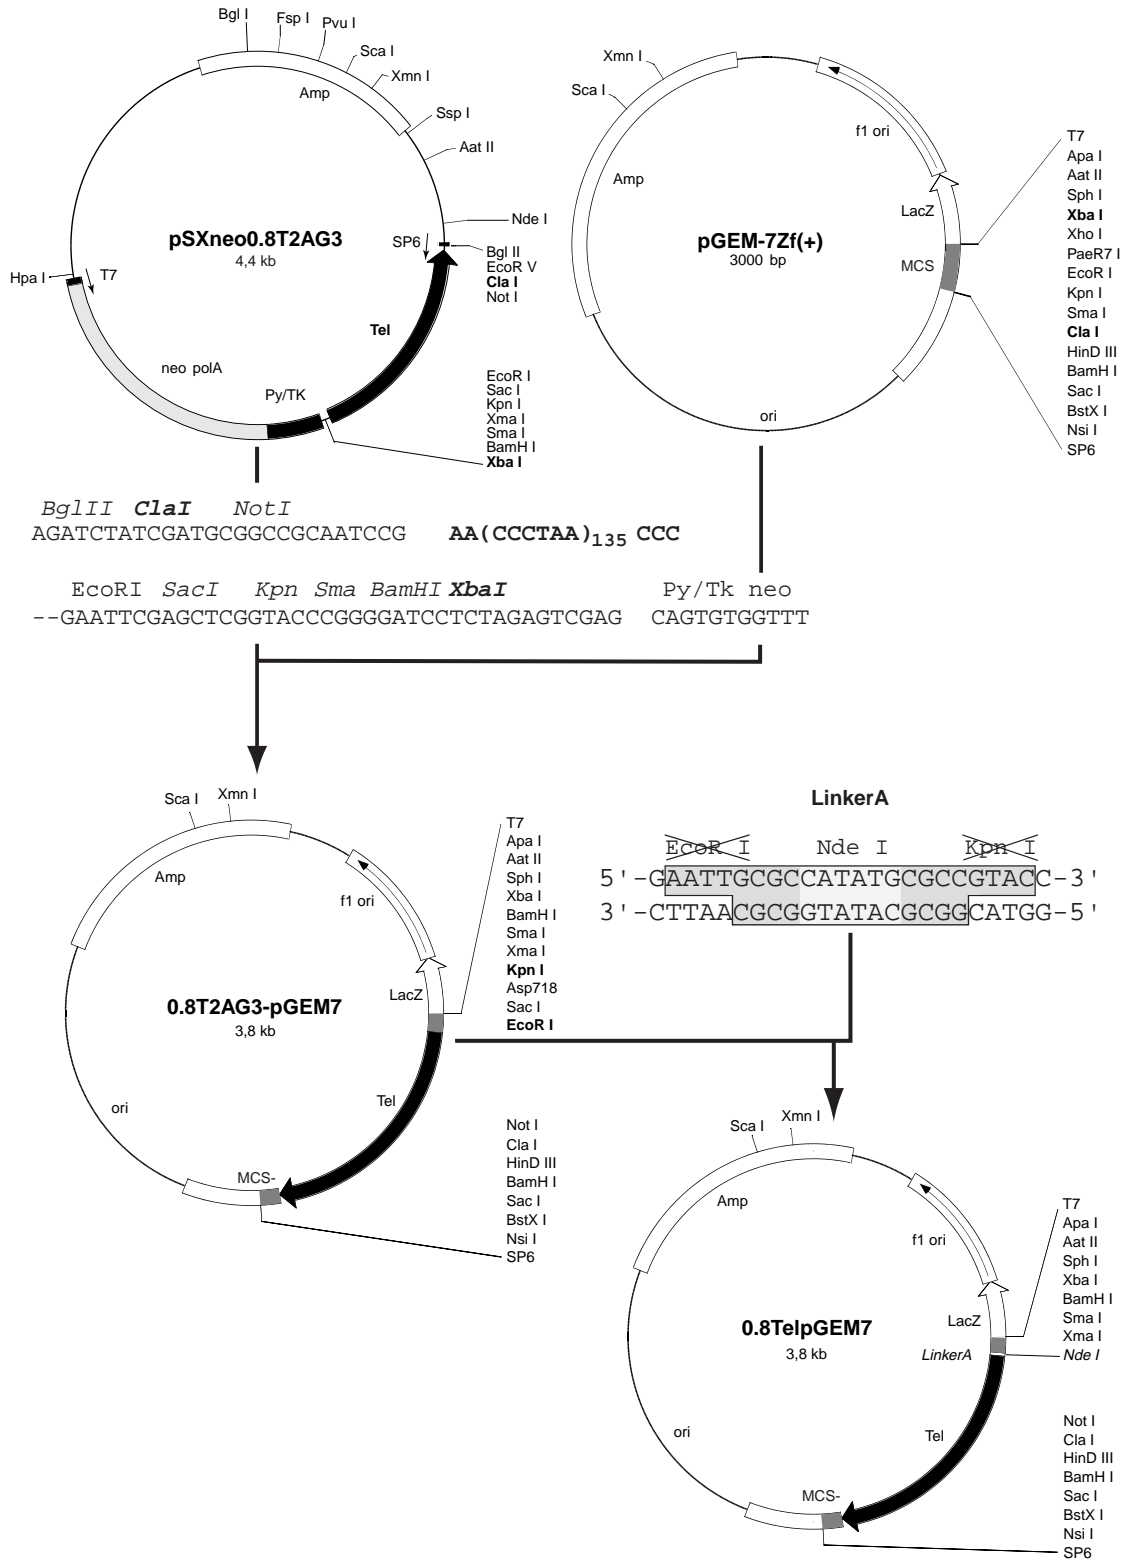 Bgl I
Fsp I
Pvu I
Sca I
Xmn I
Ssp I
Aat II
Nde I
Amp
pSXneo0.8T2AG3
4,4 kb
SP6
Bgl II
EcoR V
Cla I
Not I
Hpa I
T7
Tel
neo polA
Py/TK
EcoR I
Sac I
Kpn I
Xma I
Sma I
BamH I
Xba I
Xmn I
Sca I
Amp
f1 ori
LacZ
pGEM-7Zf(+)
3000 bp
MCS
ori
T7
Apa I
Aat II
Sph I
Xba I
Xho I
PaeR7 I
EcoR I
Kpn I
Sma I
Cla I
HinD III
BamH I
Sac I
BstX I
Nsi I
SP6
BglII ClaI NotI
AGATCTATCGATGCGGCCGCAATCCG AA(CCCTAA)135 CCC
EcoRI SacI Kpn Sma BamHI XbaI Py/Tk neo
--GAATTCGAGCTCGGTACCCGGGGATCCTCTAGAGTCGAG CAGTGTGGTTT
Sca I
Xmn I
Amp
f1 ori
LacZ
0.8T2AG3-pGEM7
3,8 kb
ori
Tel
MCS-
T7
Apa I
Aat II
Sph I
Xba I
BamH I
Sma I
Xma I
Kpn I
Asp718
Sac I
EcoR I
Not I
Cla I
HinD III
BamH I
Sac I
BstX I
Nsi I
SP6
LinkerA
EcoR I Nde I Kpn I
5'-GAATTGCGCCATATGCGCCGTACC-3'
3'-CTTAACGCGGTATACGCGGCATGG-5'
Sca I
Xmn I
Amp
f1 ori
LacZ
0.8TelpGEM7
3,8 kb
LinkerA
ori
Tel
MCS-
T7
Apa I
Aat II
Sph I
Xba I
BamH I
Sma I
Xma I
Nde I
Not I
Cla I
HinD III
BamH I
Sac I
BstX I
Nsi I
SP6